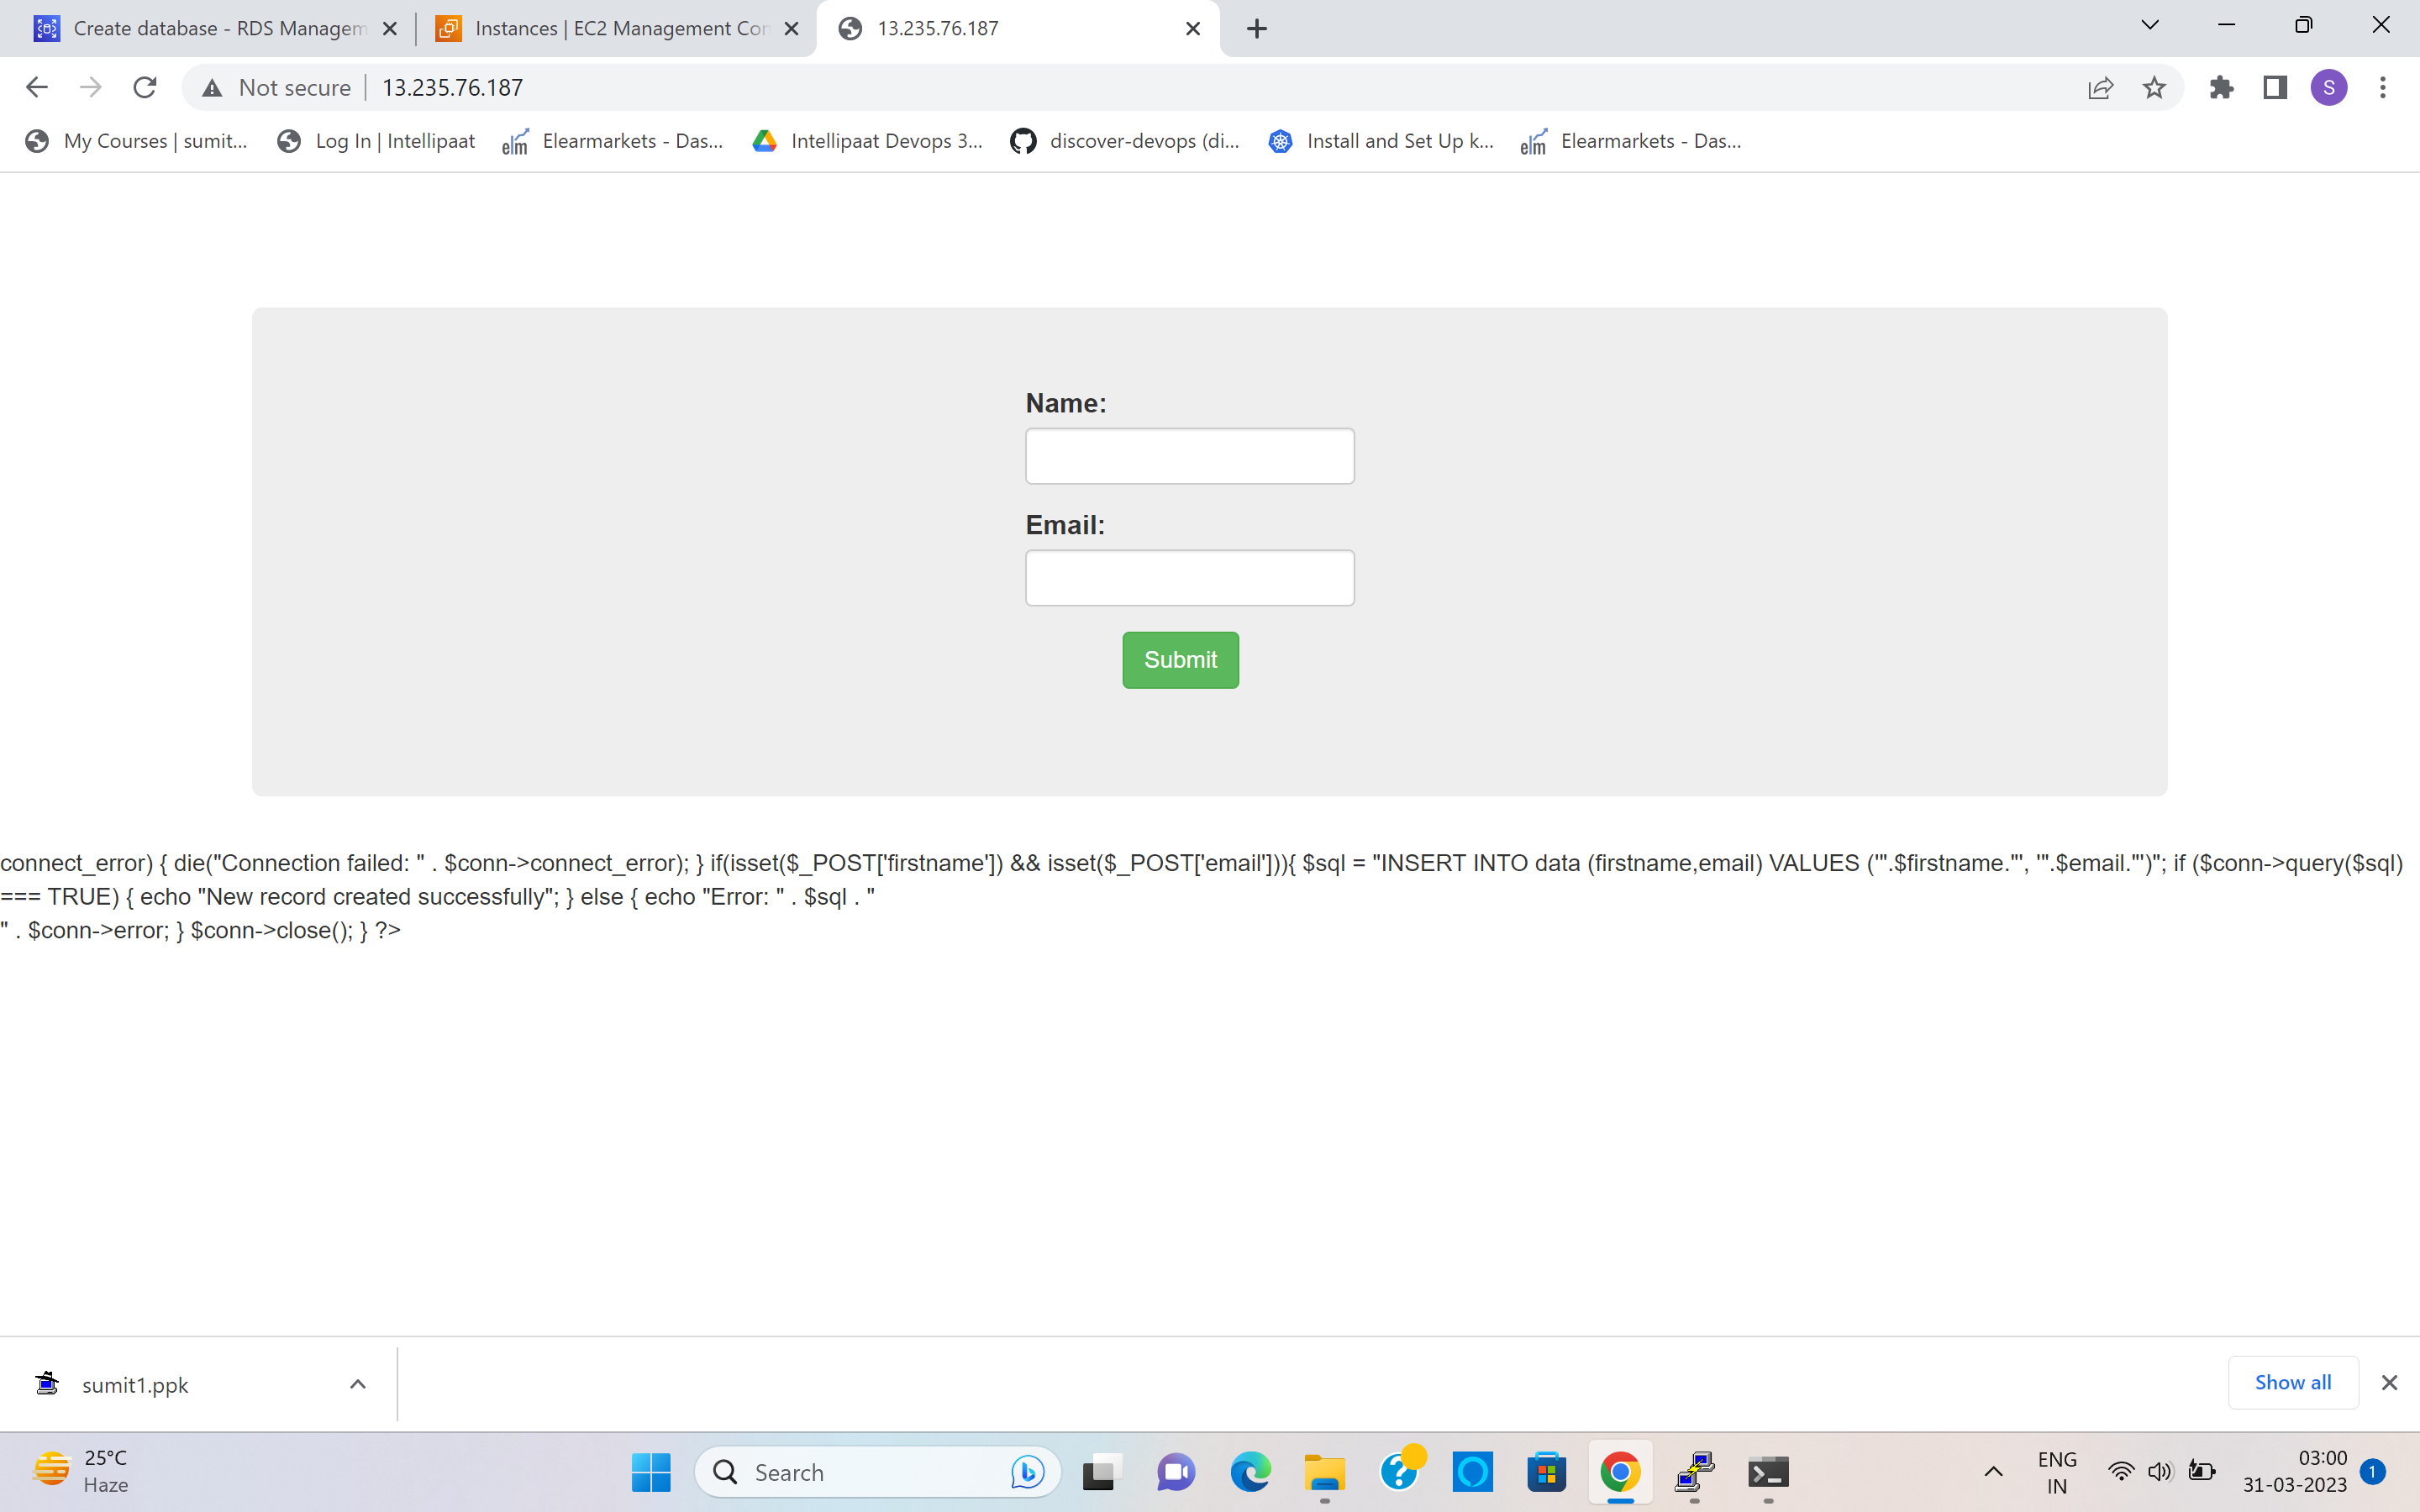 Create database - RDS Managem
Instances | EC2 Management Con
13.235.76.187
Not secure
13.235.76.187
S
My Courses | sumit...
Log In | Intellipaat
elm
Elearmarkets - Das...
Intellipaat Devops 3...
discover-devops (di...
Install and Set Up k...
elm
Elearmarkets - Das...
Name:
Email:
Submit
connect_error) { die("Connection failed: " . $conn->connect_error); } if(isset($_POST['firstname']) && isset($_POST['email'])){ $sql = "INSERT INTO data (firstname,email) VALUES ('".$firstname."', '".$email."')"; if ($conn->query($sql)
=== TRUE) { echo "New record created successfully"; } else { echo "Error: " . $sql . "
" . $conn->error; } $conn->close(); } ?>
sumit1.ppk
Show all
25°C
Haze
Search
ENG
IN
03:00
31-03-2023
1